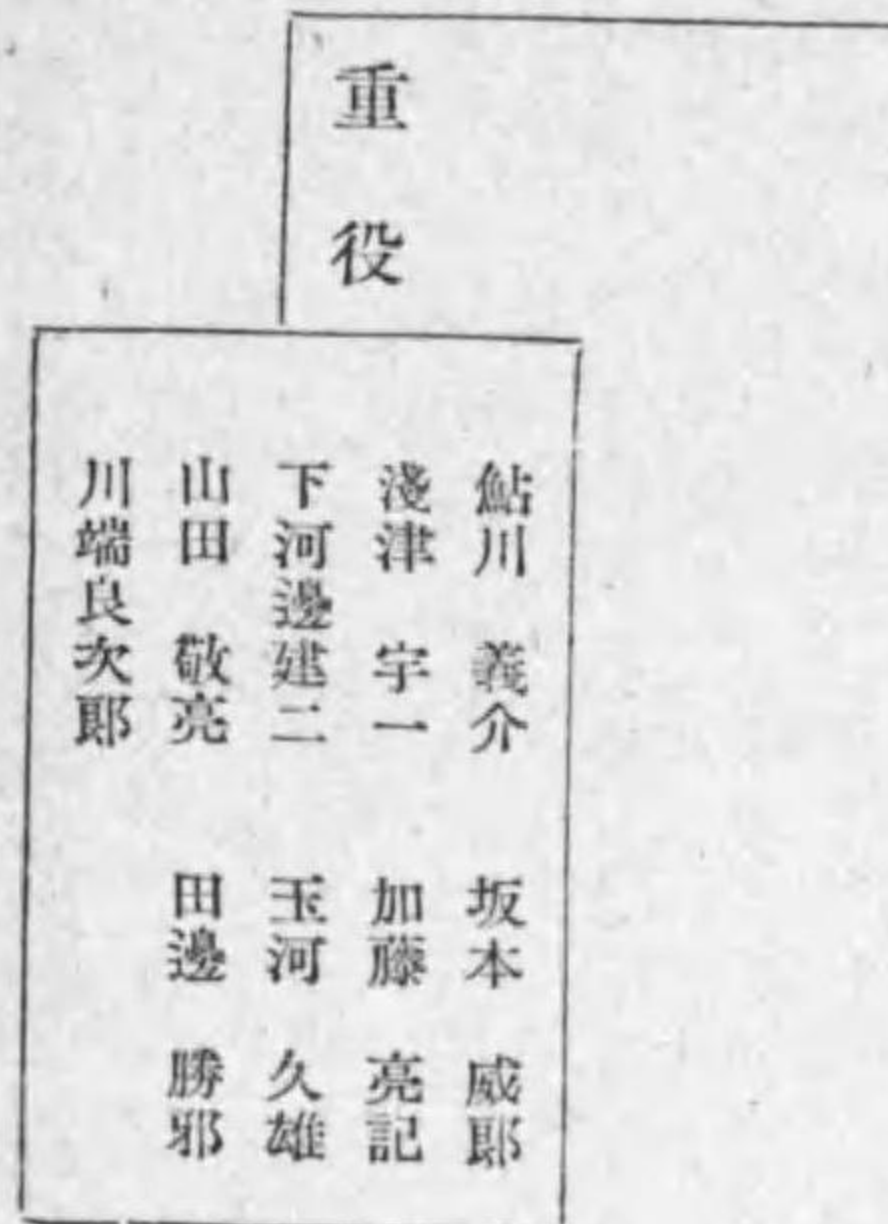 重役
鮎川 義介 坂本 威郎
淺津 宇一 加藤 亮記
下河邊建二 玉河 久雄
山田 敬亮 田邊 勝邪
川端良次郎